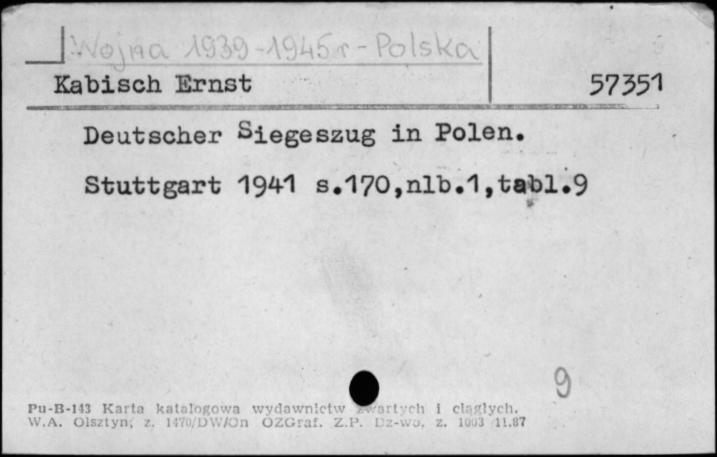 Wojna 1939-1945 r - Polska
Kabisch Ernst 57351
Deutscher Siegeszug in Polen.
Stuttgart 1941 s.170,nlb.1,tabl.9
9
Pu-B-143 Karta katalogowa wydawnictw zwartych i ciągłych.
W.A. Olsztyn, z. 1470/DW/On OZGraf. Z.P. Dz-wo, z. 1003 11.87